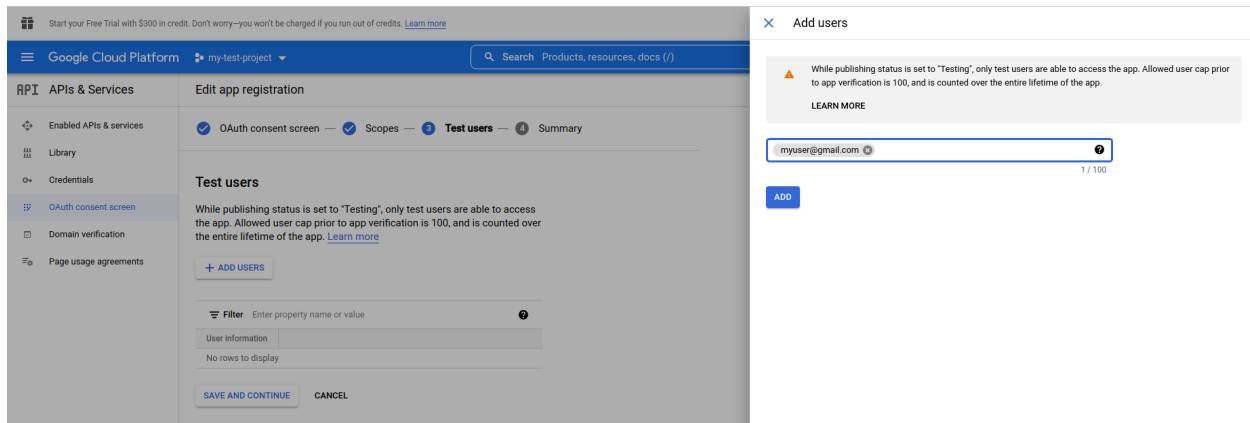 Start your Free Trial with $300 in credit. Don't worry—you won't be charged if you run out of credits. Learn more
Google Cloud Platform
my-test-project
Search Products, resources, docs (/)
API APIs & Services
Enabled APIs & services
Library
Credentials
OAuth consent screen
Domain verification
Page usage agreements
Edit app registration
OAuth consent screen — Scopes — 3 Test users — 4 Summary
Test users
While publishing status is set to "Testing", only test users are able to access
the app. Allowed user cap prior to app verification is 100, and is counted over
the entire lifetime of the app. Learn more
+ ADD USERS
Filter Enter property name or value
User information
No rows to display
SAVE AND CONTINUE CANCEL
Add users
While publishing status is set to "Testing", only test users are able to access the app. Allowed user cap prior
to app verification is 100, and is counted over the entire lifetime of the app.
LEARN MORE
myuser@gmail.com
1 / 100
ADD